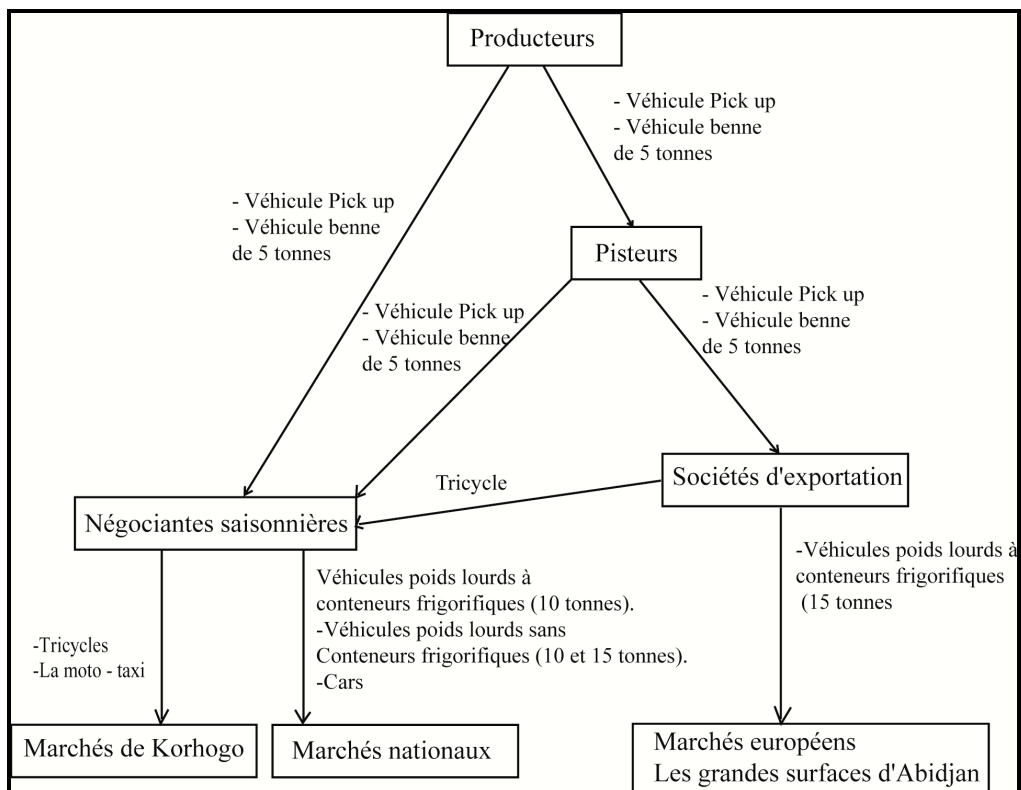 Producteurs
- Véhicule Pick up
- Véhicule benne
de 5 tonnes
- Véhicule Pick up
- Véhicule benne
de 5 tonnes
Pisteurs
- Véhicule Pick up
- Véhicule benne
de 5 tonnes
- Véhicule Pick up
- Véhicule benne
de 5 tonnes
Sociétés d'exportation
Tricycle
Négociantes saisonnières
-Véhicules poids lourds à
conteneurs frigorifiques
(15 tonnes
Véhicules poids lourds à
conteneurs frigorifiques (10 tonnes).
-Véhicules poids lourds sans
Conteneurs frigorifiques (10 et 15 tonnes).
-Cars
-Tricycles
-La moto - taxi
Marchés de Korhogo
Marchés nationaux
Marchés européens
Les grandes surfaces d'Abidjan